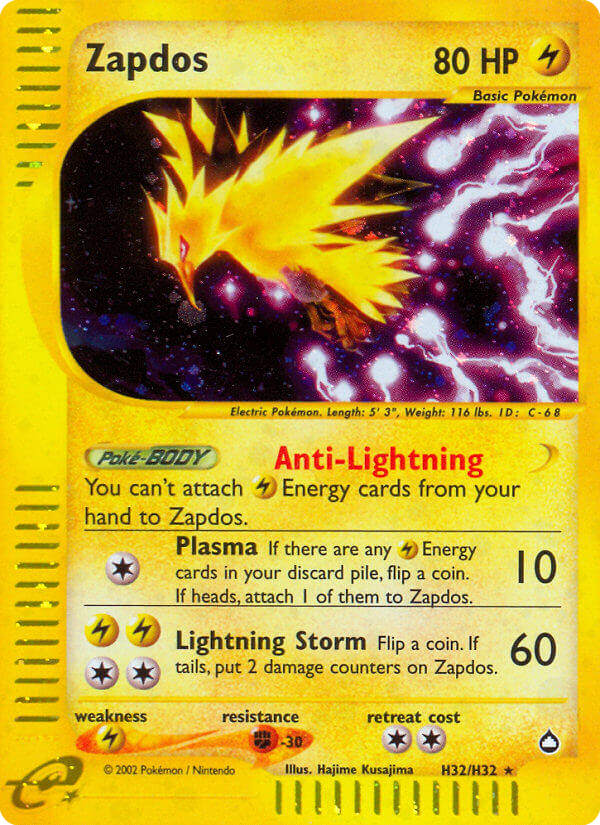 Zapdos 80 HP
Basic Pokémon
Electric Pokémon. Length: 5' 3", Weight: 116 lbs. ID: C-68
Poké-BODY Anti-Lightning
You can't attach Energy cards from your
hand to Zapdos.
Plasma If there are any Energy
cards in your discard pile, flip a coin.
If heads, attach 1 of them to Zapdos.
10
Lightning Storm Flip a coin. If
tails, put 2 damage counters on Zapdos.
60
weakness resistance retreat cost
-30
© 2002 Pokémon / Nintendo Illus. Hajime Kusajima H32/H32 ★